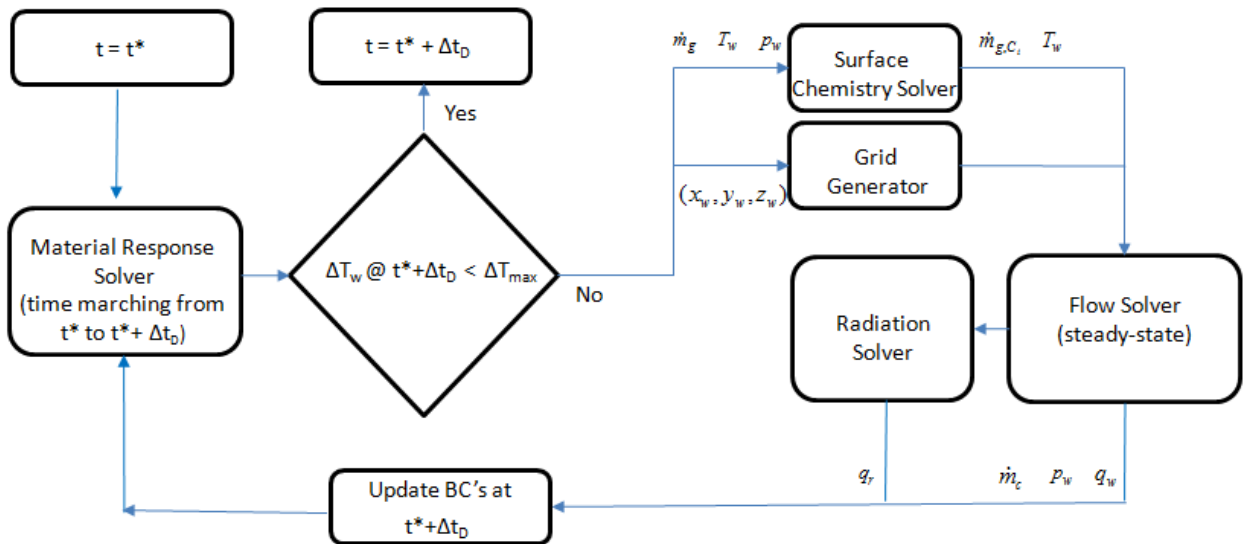 t = t*
t = t* + Δt_D
Yes
ṁ_g T_w p_w
Surface
Chemistry Solver
ṁ_{g,C_i} T_w
Grid
Generator
(x_w, y_w, z_w)
Material Response
Solver
(time marching from
t* to t*+ Δt_D)
ΔT_w @ t*+Δt_D < ΔT_max
No
Radiation
Solver
Flow Solver
(steady-state)
q_r
ṁ_c p_w q_w
Update BC's at
t*+Δt_D